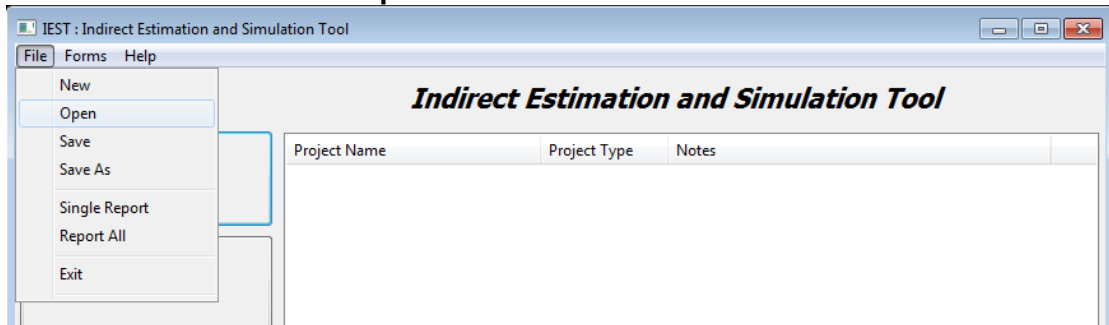 IEST : Indirect Estimation and Simulation Tool
File Forms Help
New
Open
Save
Save As
Single Report
Report All
Exit
Indirect Estimation and Simulation Tool
Project Name Project Type Notes